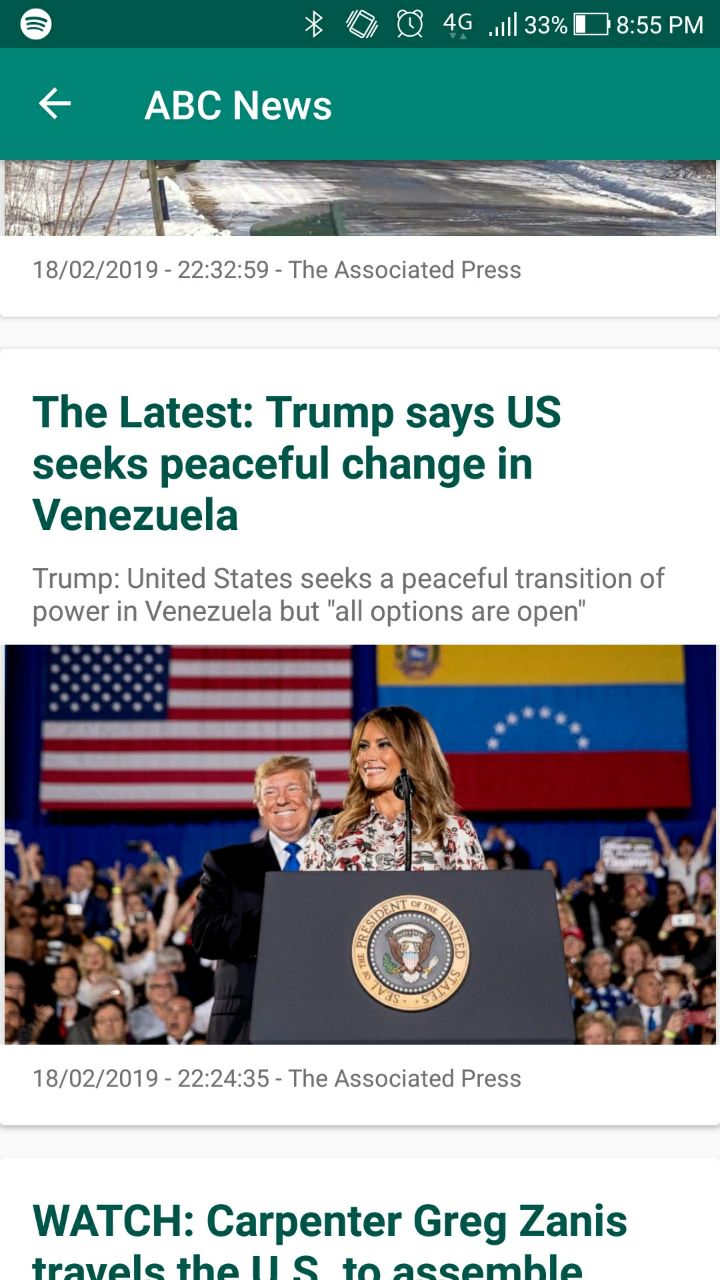 4G 33% 8:55 PM
ABC News
18/02/2019 - 22:32:59 - The Associated Press
The Latest: Trump says US
seeks peaceful change in
Venezuela
Trump: United States seeks a peaceful transition of
power in Venezuela but "all options are open"
SEAL OF THE PRESIDENT OF THE UNITED STATES
18/02/2019 - 22:24:35 - The Associated Press
WATCH: Carpenter Greg Zanis
travels the U.S. to assemble